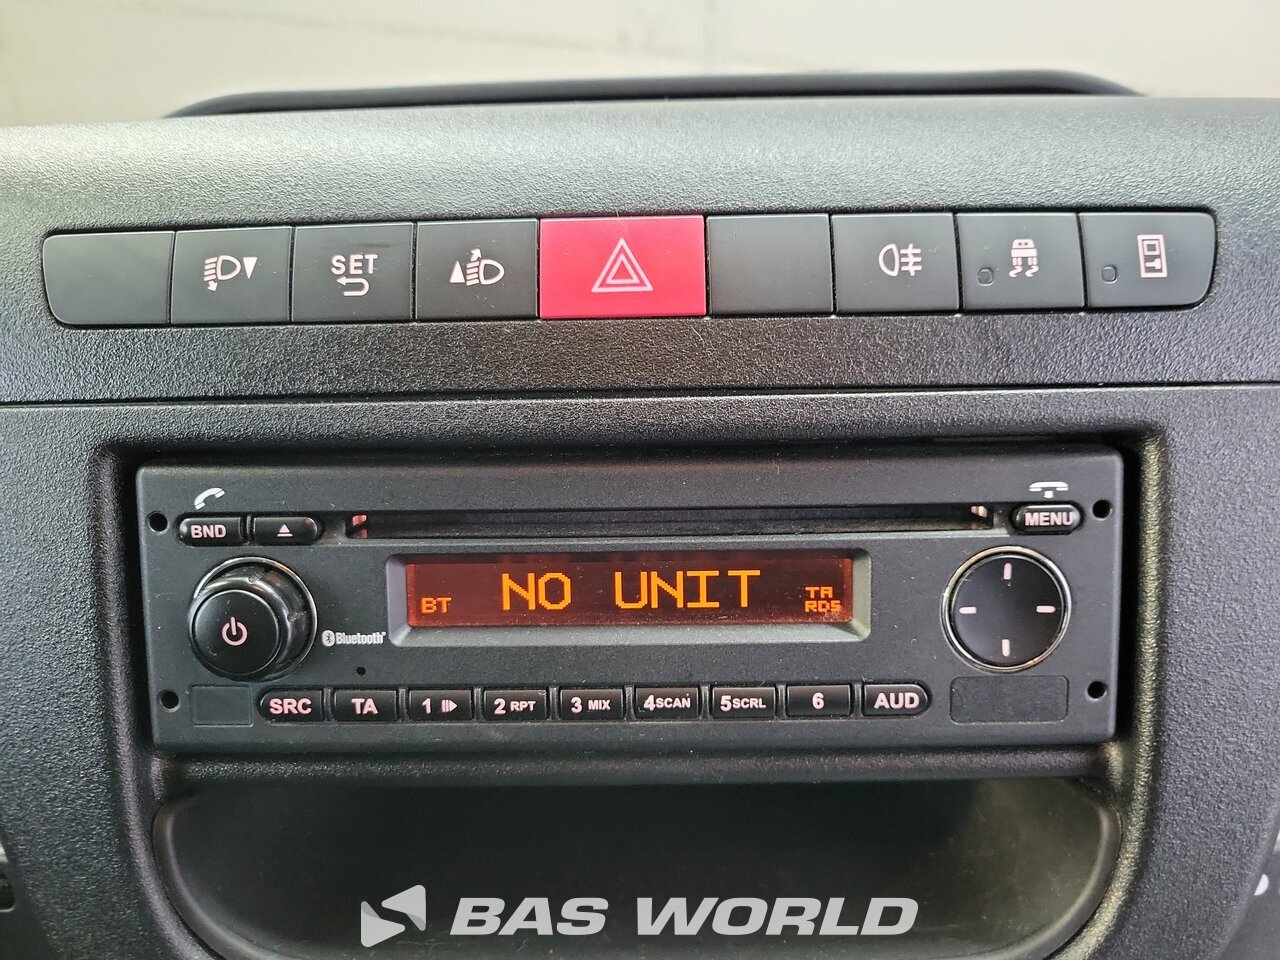 SET
BND
MENU
BT NO UNIT TA
RDS
Bluetooth®
SRC TA 1 2 RPT 3 MIX 4SCAN 5SCRL 6 AUD
BAS WORLD